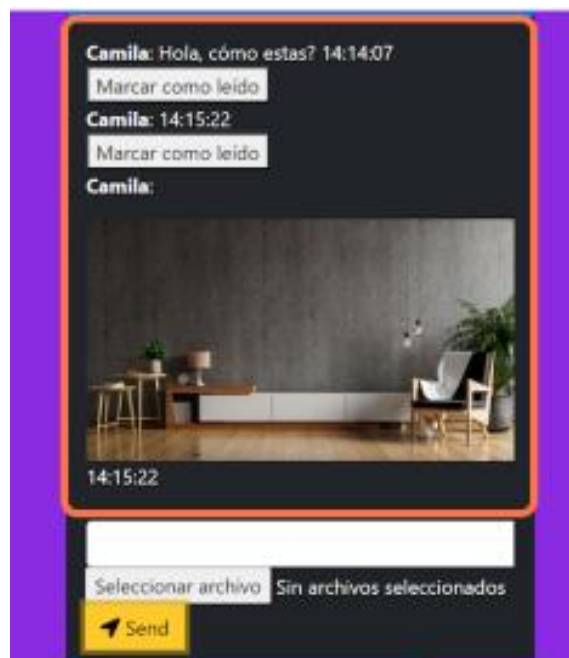 Camila: Hola, cómo estas? 14:14:07
Marcar como leído
Camila: 14:15:22
Marcar como leído
Camila:
14:15:22
Seleccionar archivo Sin archivos seleccionados
Send